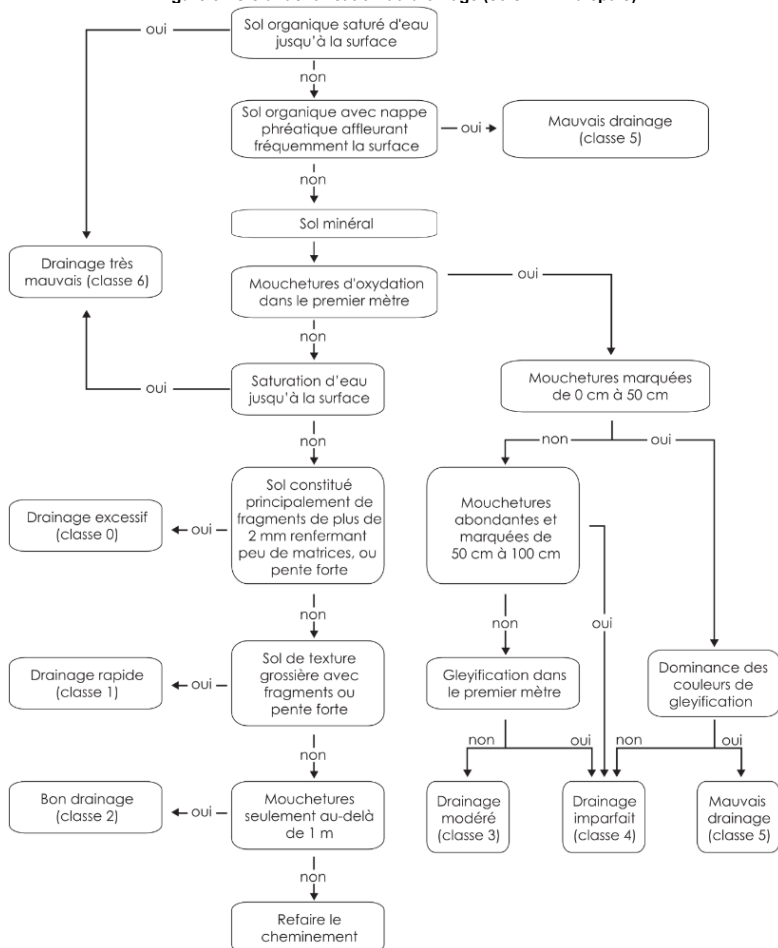 Sol organique saturé d'eau
jusqu'à la surface
oui
non
Sol organique avec nappe
phréatique affleurant
fréquemment la surface
oui
Mauvais drainage
(classe 5)
non
Sol minéral
Drainage très
mauvais (classe 6)
Mouchetures d'oxydation
dans le premier mètre
oui
non
oui
Saturation d'eau
jusqu'à la surface
Mouchetures marquées
de 0 cm à 50 cm
non
non
oui
Drainage excessif
(classe 0)
oui
Sol constitué
principalement de
fragments de plus de
2 mm renfermant
peu de matrices, ou
pente forte
Mouchetures
abondantes et
marquées de
50 cm à 100 cm
non
non
oui
Drainage rapide
(classe 1)
oui
Sol de texture
grossière avec
fragments ou
pente forte
Gleyification dans
le premier mètre
Dominance des
couleurs de
gleyification
non
non
oui
non
oui
Bon drainage
(classe 2)
oui
Mouchetures
seulement au-delà
de 1 m
Drainage
modéré
(classe 3)
Drainage
imparfait
(classe 4)
Mauvais
drainage
(classe 5)
non
Refaire le
cheminement